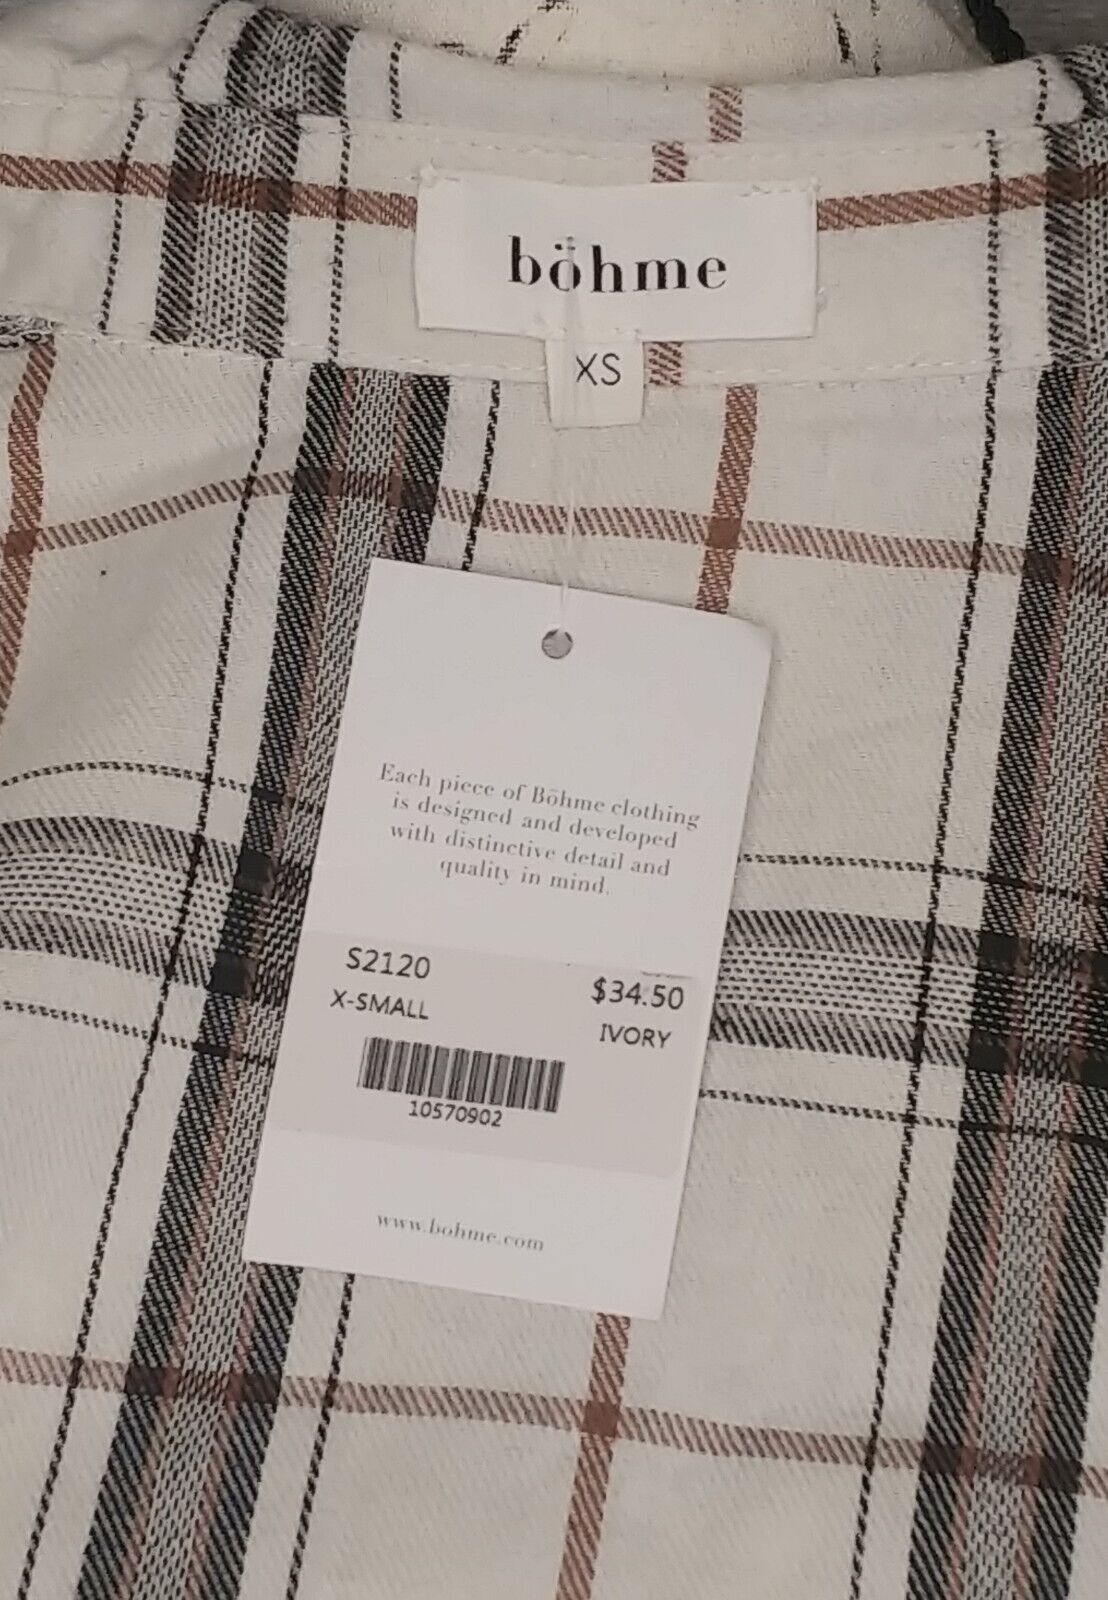 böhme
XS
Each piece of Böhme clothing
is designed and developed
with distinctive detail and
quality in mind.
S2120
$34.50
X-SMALL
IVORY
10570902
www.bohme.com